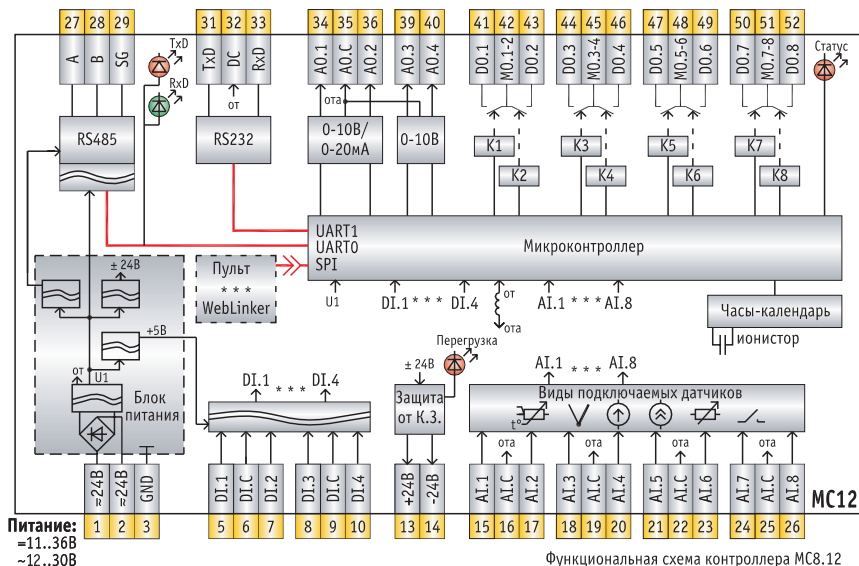 27 28 29 31 32 33 34 35 36 39 40 41 42 43 44 45 46 47 48 49 50 51 52
A B SG TxD DC RxD AO.1 AO.C AO.2 AO.3 AO.4 DO.1 MO.1-2 DO.2 DO.3 MO.3-4 DO.4 DO.5 MO.5-6 DO.6 DO.7 MO.7-8 DO.8
TxD
RxD
Статус
от
ота
RS485
RS232
0-10В/
0-20мА
0-10В
K1 K3 K5 K7
K2 K4 K6 K8
UART1
UART0
SPI
Микроконтроллер
Пульт
* * *
WebLinker
U1
DI.1 * * * DI.4
от
ота
AI.1 * * * AI.8
Часы-календарь
ионистор
± 24В
+5В
от
U1
Блок
питания
DI.1 * * * DI.4
± 24В
Перегрузка
Защита
от К.З.
AI.1 * * * AI.8
Виды подключаемых датчиков
t°
ота
от
ота
ота
≂24В ≂24В GND DI.1 DI.C DI.2 DI.3 DI.C DI.4 +24В -24В AI.1 AI.C AI.2 AI.3 AI.C AI.4 AI.5 AI.C AI.6 AI.7 AI.C AI.8
MC12
1 2 3 5 6 7 8 9 10 13 14 15 16 17 18 19 20 21 22 23 24 25 26
Питание:
=11..36В
~12..30В
Функциональная схема контроллера MC8.12